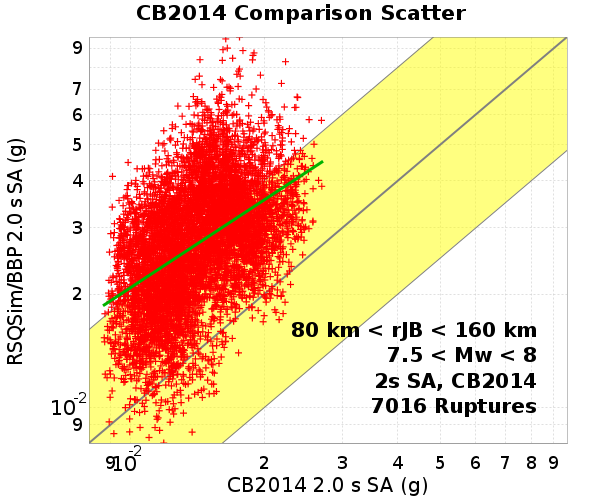 CB2014 Comparison Scatter
RSQSim/BBP 2.0 s SA (g)
9
7
6
5
4
3
2
10-2
9
80 km < rJB < 160 km
7.5 < Mw < 8
2s SA, CB2014
7016 Ruptures
9 10-2 2 3 4 5 6 7 8 9
CB2014 2.0 s SA (g)